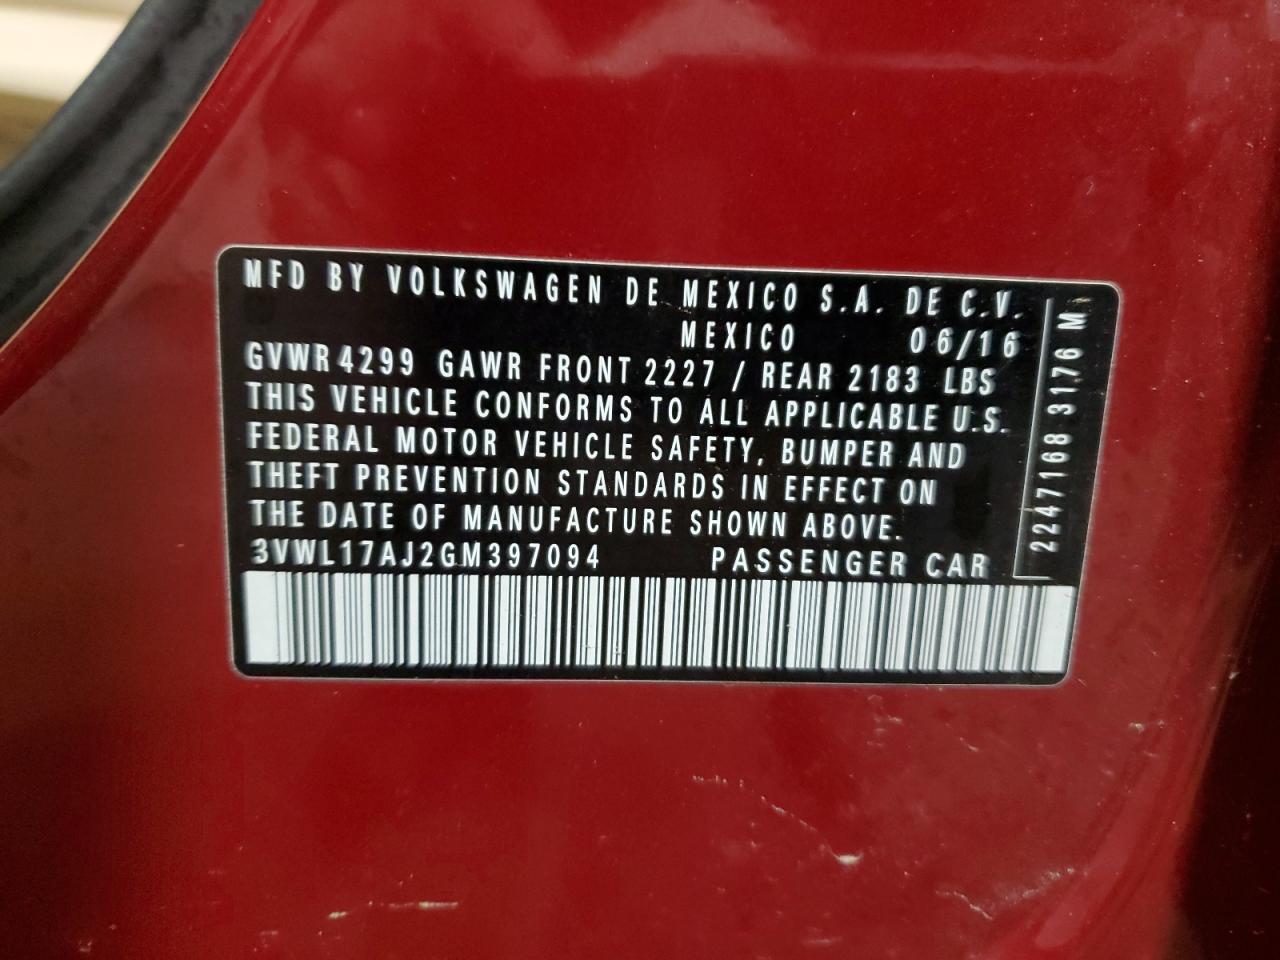 MFD BY VOLKSWAGEN DE MEXICO S.A. DE C.V.
MEXICO 06/16
GVWR 4299 GAWR FRONT 2227 / REAR 2183 LBS
THIS VEHICLE CONFORMS TO ALL APPLICABLE U.S.
FEDERAL MOTOR VEHICLE SAFETY, BUMPER AND
THEFT PREVENTION STANDARDS IN EFFECT ON
THE DATE OF MANUFACTURE SHOWN ABOVE.
3VWL17AJ2GM397094 PASSENGER CAR
2247168 3176 M